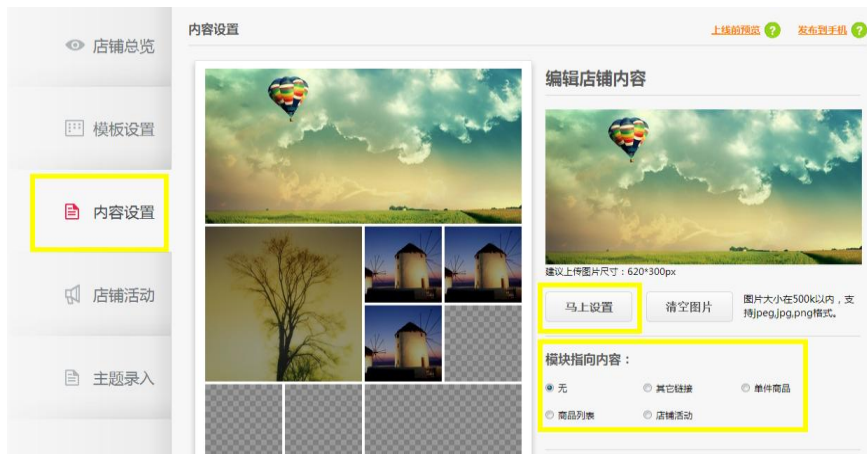 店铺总览
模板设置
内容设置
店铺活动
主题录入
内容设置
上线前预览 ?
发布到手机 ?
编辑店铺内容
建议上传图片尺寸：620*300px
马上设置
清空图片
图片大小在500k以内，支
持jpeg,jpg,png格式。
模块指向内容：
无
其它链接
单件商品
商品列表
店铺活动